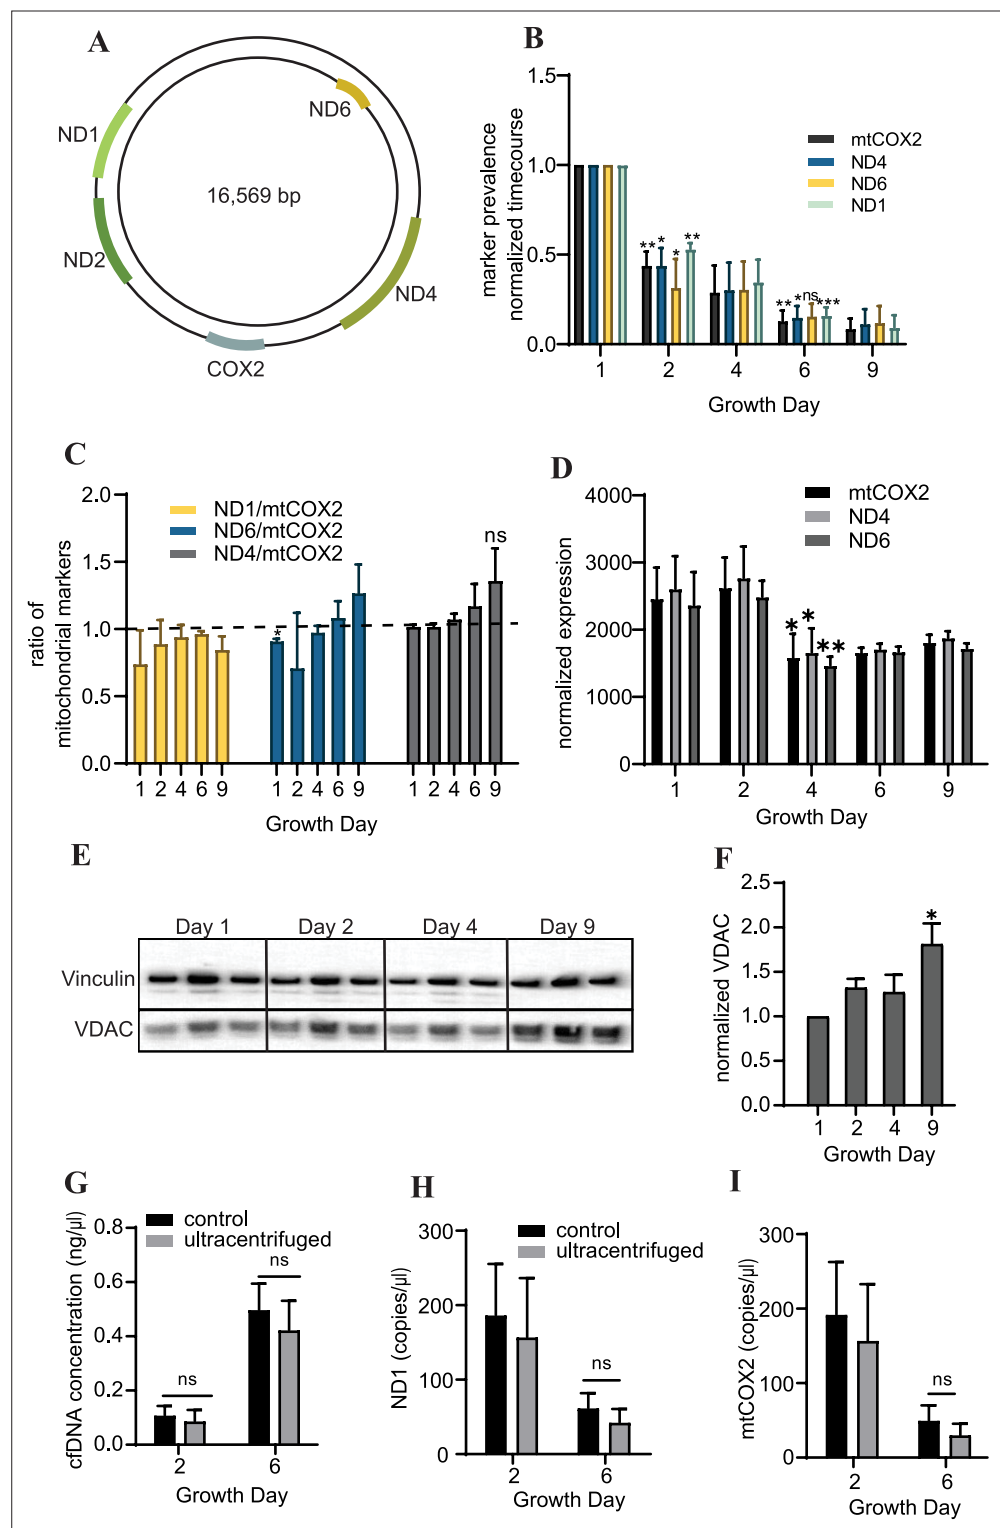 A
ND6
ND1
16,569 bp
ND2
ND4
COX2
B
marker prevalence
normalized timecourse
1.5
1.0
0.5
0.0
mtCOX2
ND4
ND6
ND1
** * * **
** * ns ***
1 2 4 6 9
Growth Day
C
ratio of
mitochondrial markers
2.0
1.5
1.0
0.5
0.0
ND1/mtCOX2
ND6/mtCOX2
ND4/mtCOX2
*
ns
1 2 4 6 9 1 2 4 6 9 1 2 4 6 9
Growth Day
D
normalized expression
4000
3000
2000
1000
0
mtCOX2
ND4
ND6
* * **
1 2 4 6 9
Growth Day
E
Day 1 Day 2 Day 4 Day 9
Vinculin
VDAC
F
normalized VDAC
2.5
2.0
1.5
1.0
0.5
0.0
*
1 2 4 9
Growth Day
G
cfDNA concentration (ng/µl)
0.8
0.6
0.4
0.2
0.0
control
ultracentrifuged
ns
ns
2 6
Growth Day
H
ND1 (copies/µl)
300
200
100
0
control
ultracentrifuged
ns
2 6
Growth Day
I
mtCOX2 (copies/µl)
300
200
100
0
ns
2 6
Growth Day